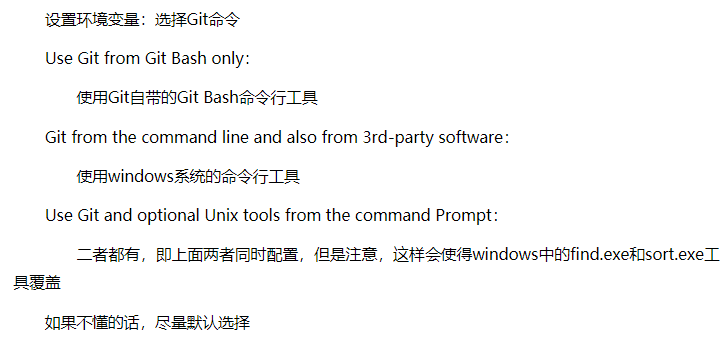 设置环境变量：选择Git命令
Use Git from Git Bash only：
使用Git自带的Git Bash命令行工具
Git from the command line and also from 3rd-party software：
使用windows系统的命令行工具
Use Git and optional Unix tools from the command Prompt：
二者都有，即上面两者同时配置，但是注意，这样会使得windows中的find.exe和sort.exe工
具覆盖
如果不懂的话，尽量默认选择